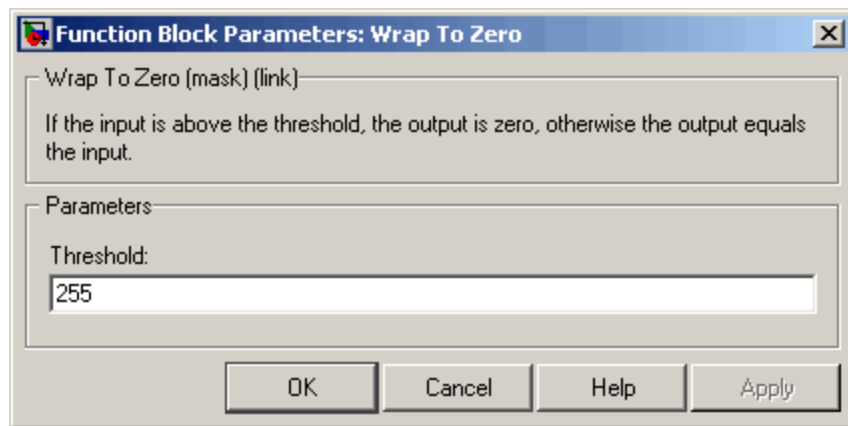 Function Block Parameters: Wrap To Zero
Wrap To Zero (mask) (link)
If the input is above the threshold, the output is zero, otherwise the output equals
the input.
Parameters
Threshold:
255
OK Cancel Help Apply